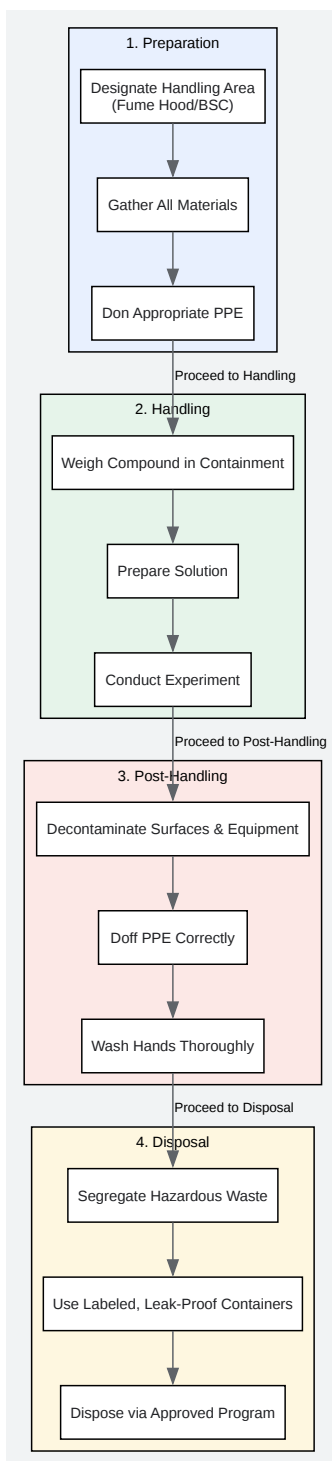 1. Preparation
Designate Handling Area
(Fume Hood/BSC)
Gather All Materials
Don Appropriate PPE
Proceed to Handling
2. Handling
Weigh Compound in Containment
Prepare Solution
Conduct Experiment
Proceed to Post-Handling
3. Post-Handling
Decontaminate Surfaces & Equipment
Doff PPE Correctly
Wash Hands Thoroughly
Proceed to Disposal
4. Disposal
Segregate Hazardous Waste
Use Labeled, Leak-Proof Containers
Dispose via Approved Program